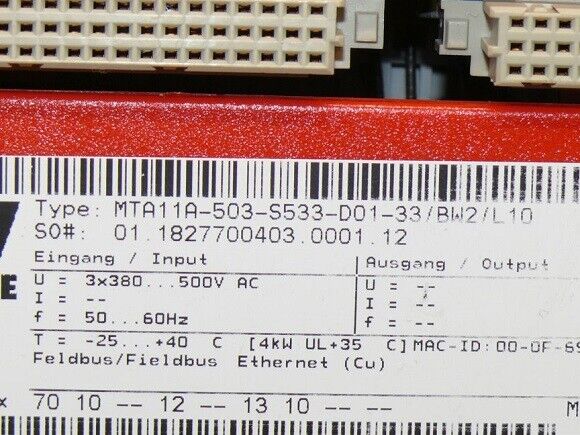 Type: MTA11A-503-S533-D01-33/BW2/L10
SO#: 01.1827700403.0001.12
Eingang / Input
Ausgang / Output
U = 3x380...500V AC
U = --
I = --
I = --
f = 50...60Hz
f = --
T = -25...+40 C [4kW UL+35 C] MAC-ID: 00-0F-69
Feldbus/Fieldbus Ethernet (Cu)
70 10 -- 12 -- 13 10 -- --